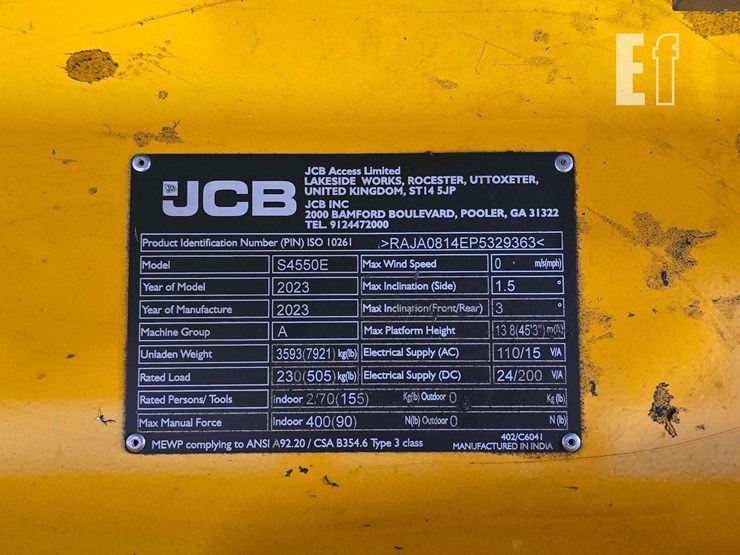 Ef
JCB
JCB Access Limited
LAKESIDE WORKS, ROCESTER, UTTOXETER,
UNITED KINGDOM, ST14 5JP
JCB INC
2000 BAMFORD BOULEVARD, POOLER, GA 31322
TEL. 9124472000
Product Identification Number (PIN) ISO 10261 .>RAJA0814EP5329363<
Model S4550E Max Wind Speed 0 m/s(mph)
Year of Model 2023 Max Inclination (Side) 1.5 °
Year of Manufacture 2023 Max Inclination(Front/Rear) 3 °
Machine Group A Max Platform Height 13.8(45'3") m(ft)
Unladen Weight 3593(7921) kg(lb) Electrical Supply (AC) 110/15 V/A
Rated Load 230(505) kg(lb) Electrical Supply (DC) 24/200 V/A
Rated Persons/ Tools Indoor 2/70(155) Kg(lb) Outdoor 0 Kg (lb)
Max Manual Force Indoor 400(90) N(lb) Outdoor 0 N (lb)
MEWP complying to ANSI A92.20 / CSA B354.6 Type 3 class 402/C6041
MANUFACTURED IN INDIA